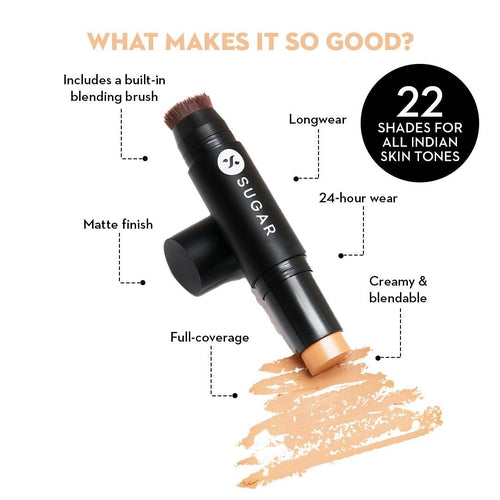 WHAT MAKES IT SO GOOD?
Includes a built-in
blending brush
Longwear
22
SHADES FOR
ALL INDIAN
SKIN TONES
SUGAR
24-hour wear
Matte finish
Creamy &
blendable
Full-coverage